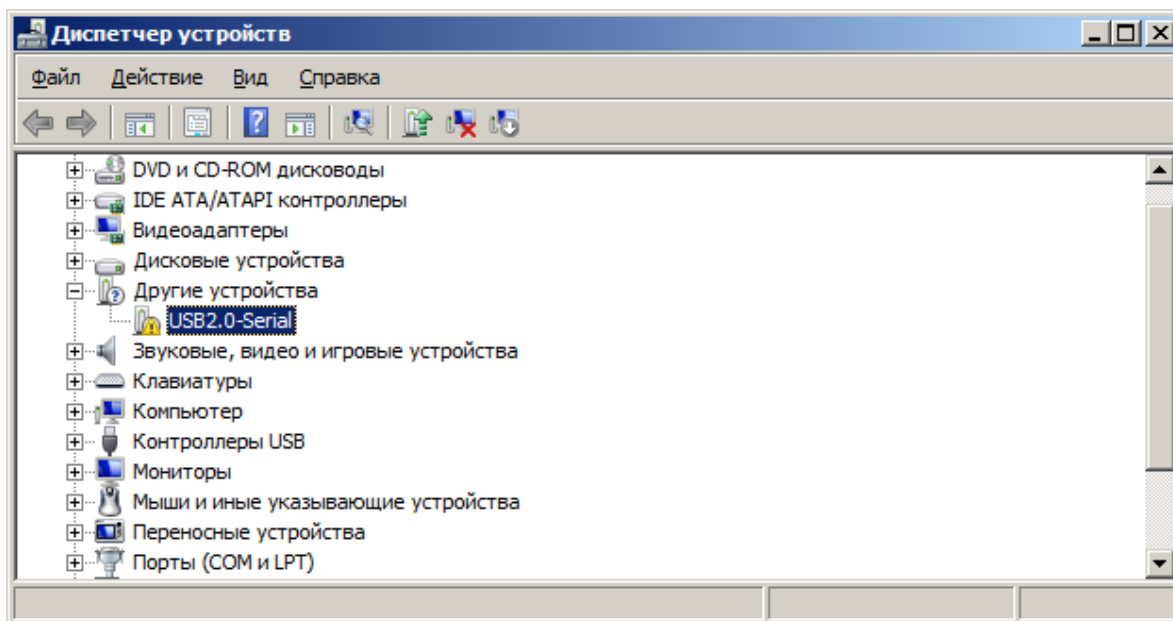 Диспетчер устройств
Файл Действие Вид Справка
DVD и CD-ROM дисководы
IDE ATA/ATAPI контроллеры
Видеоадаптеры
Дисковые устройства
Другие устройства
USB2.0-Serial
Звуковые, видео и игровые устройства
Клавиатуры
Компьютер
Контроллеры USB
Мониторы
Мыши и иные указывающие устройства
Переносные устройства
Порты (COM и LPT)